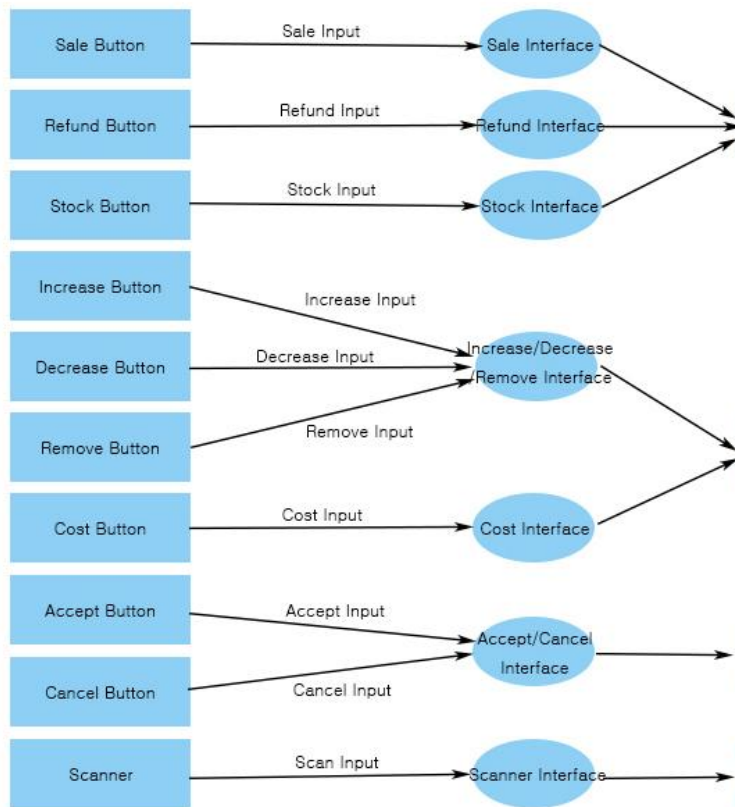 Sale Button
Sale Input
Sale Interface
Refund Button
Refund Input
Refund Interface
Stock Button
Stock Input
Stock Interface
Increase Button
Increase Input
Decrease Button
Decrease Input
Increase/Decrease
/Remove Interface
Remove Button
Remove Input
Cost Button
Cost Input
Cost Interface
Accept Button
Accept Input
Accept/Cancel
Interface
Cancel Button
Cancel Input
Scanner
Scan Input
Scanner Interface